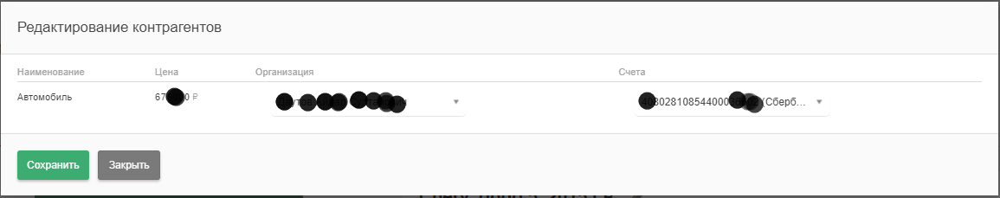 Редактирование контрагентов
Наименование Цена Организация Счета
Автомобиль ₽ (Сберб...
Сохранить Закрыть